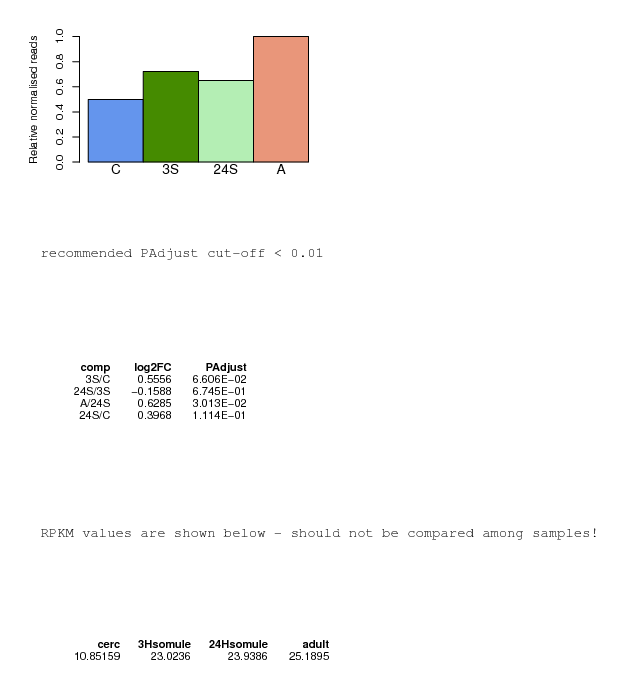 Relative normalised reads
1.0
0.8
0.6
0.4
0.2
0.0
C 3S 24S A
recommended PAdjust cut-off < 0.01
comp log2FC PAdjust
3S/C 0.5556 6.606E−02
24S/3S −0.1588 6.745E−01
A/24S 0.6285 3.013E−02
24S/C 0.3968 1.114E−01
RPKM values are shown below - should not be compared among samples!
cerc 3Hsomule 24Hsomule adult
10.85159 23.0236 23.9386 25.1895